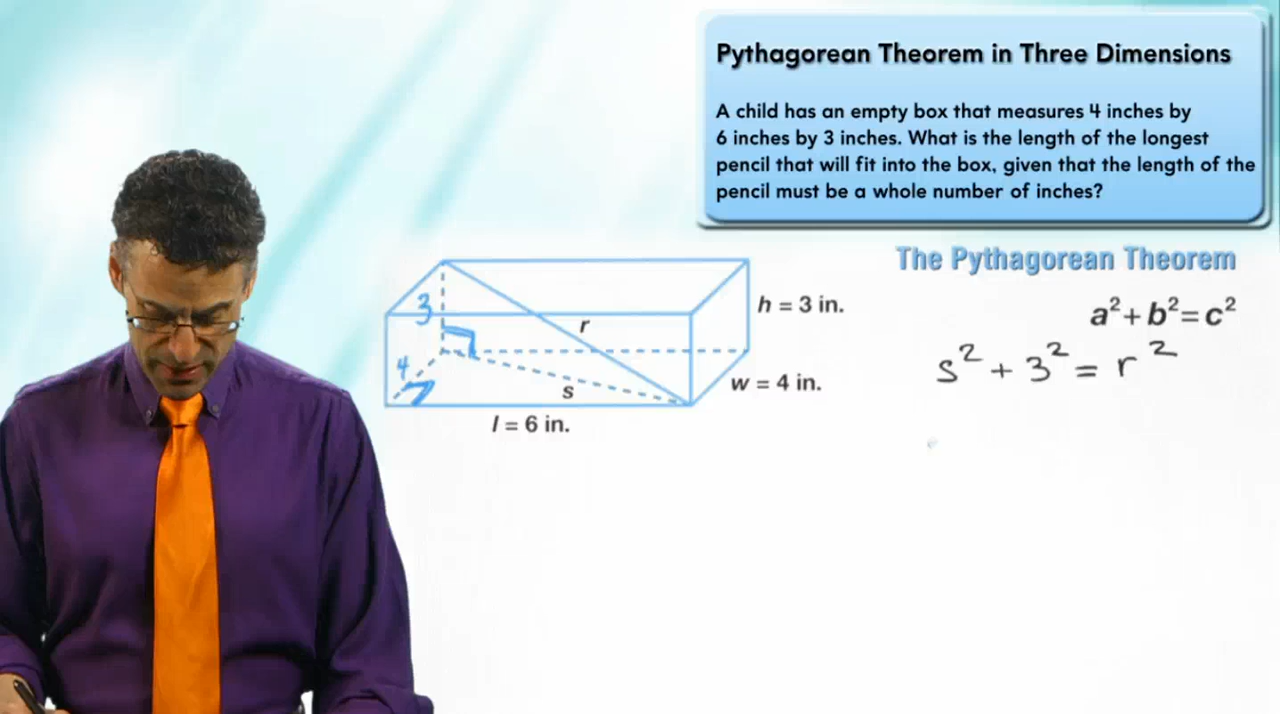 Pythagorean Theorem in Three Dimensions
A child has an empty box that measures 4 inches by
6 inches by 3 inches. What is the length of the longest
pencil that will fit into the box, given that the length of the
pencil must be a whole number of inches?
The Pythagorean Theorem
a²+b²=c²
s² + 3² = r²
3
h = 3 in.
r
4
w = 4 in.
s
l = 6 in.